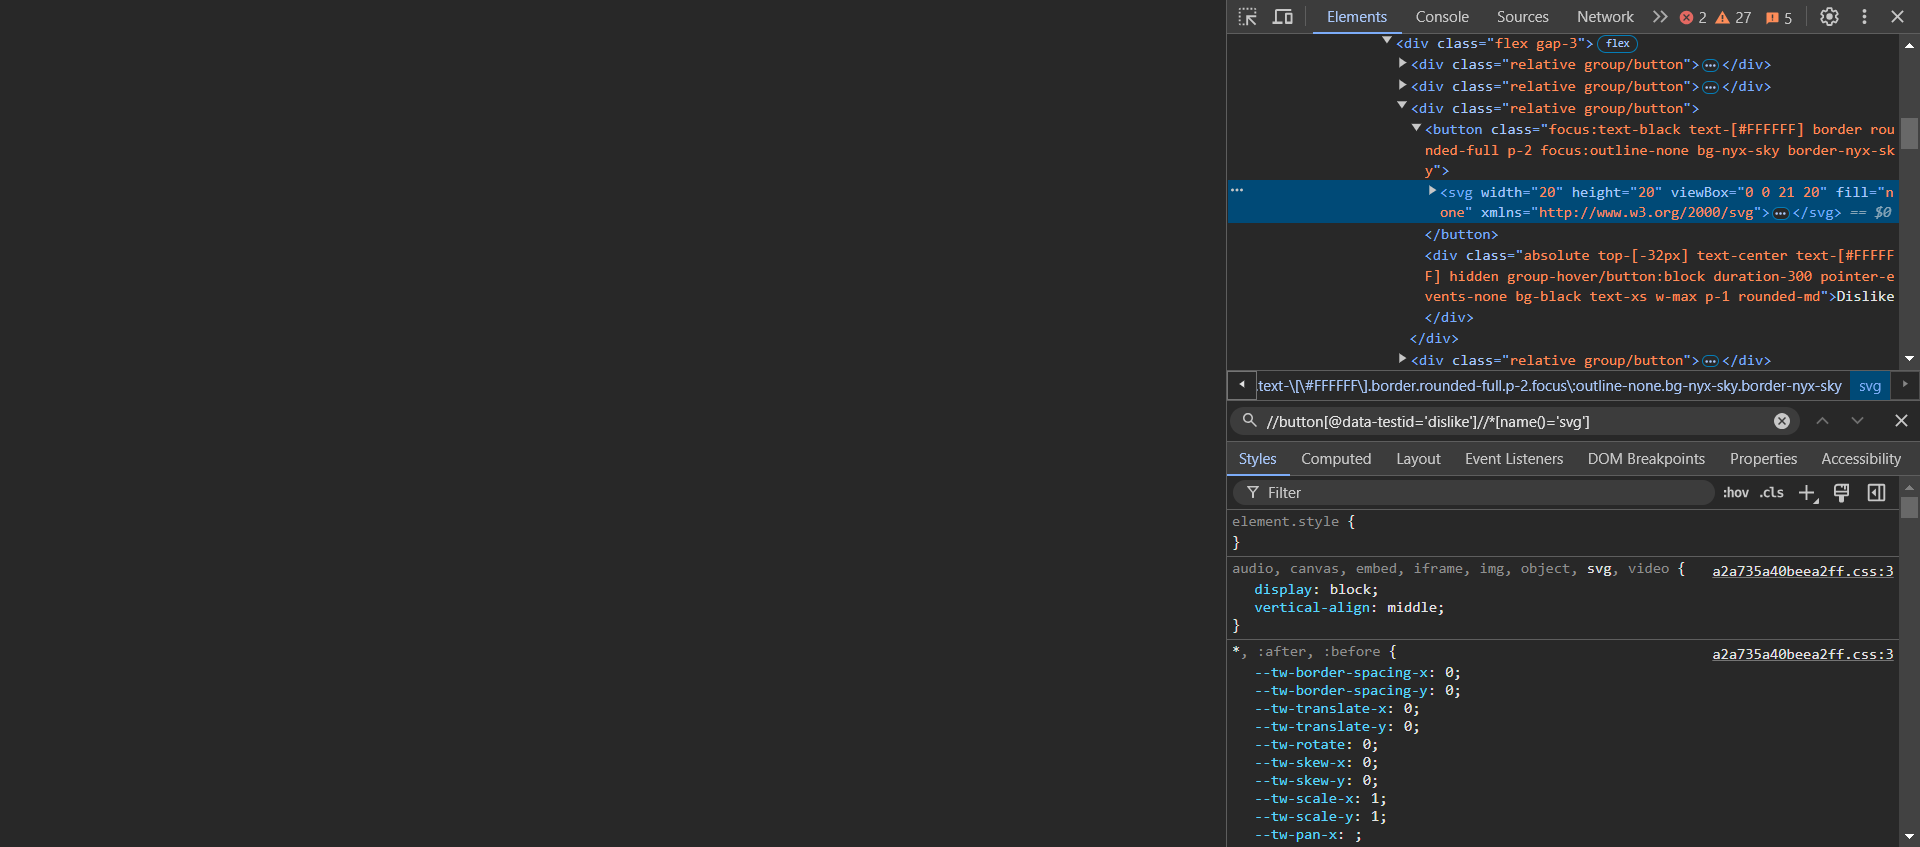 Elements Console Sources Network 2 27 5
<div class="flex gap-3"> flex
<div class="relative group/button">…</div>
<div class="relative group/button">…</div>
<div class="relative group/button">
<button class="focus:text-black text-[#FFFFFF] border rou
nded-full p-2 focus:outline-none bg-nyx-sky border-nyx-sk
y">
<svg width="20" height="20" viewBox="0 0 21 20" fill="n
one" xmlns="http://www.w3.org/2000/svg">…</svg> == $0
</button>
<div class="absolute top-[-32px] text-center text-[#FFFFF
F] hidden group-hover/button:block duration-300 pointer-e
vents-none bg-black text-xs w-max p-1 rounded-md">Dislike
</div>
</div>
<div class="relative group/button">…</div>
.text-\[\#FFFFFF\].border.rounded-full.p-2.focus\:outline-none.bg-nyx-sky.border-nyx-sky svg
//button[@data-testid='dislike']//*[name()='svg']
Styles Computed Layout Event Listeners DOM Breakpoints Properties Accessibility
Filter :hov .cls
element.style {
}
audio, canvas, embed, iframe, img, object, svg, video { a2a735a40beea2ff.css:3
display: block;
vertical-align: middle;
}
*, :after, :before { a2a735a40beea2ff.css:3
--tw-border-spacing-x: 0;
--tw-border-spacing-y: 0;
--tw-translate-x: 0;
--tw-translate-y: 0;
--tw-rotate: 0;
--tw-skew-x: 0;
--tw-skew-y: 0;
--tw-scale-x: 1;
--tw-scale-y: 1;
--tw-pan-x: ;